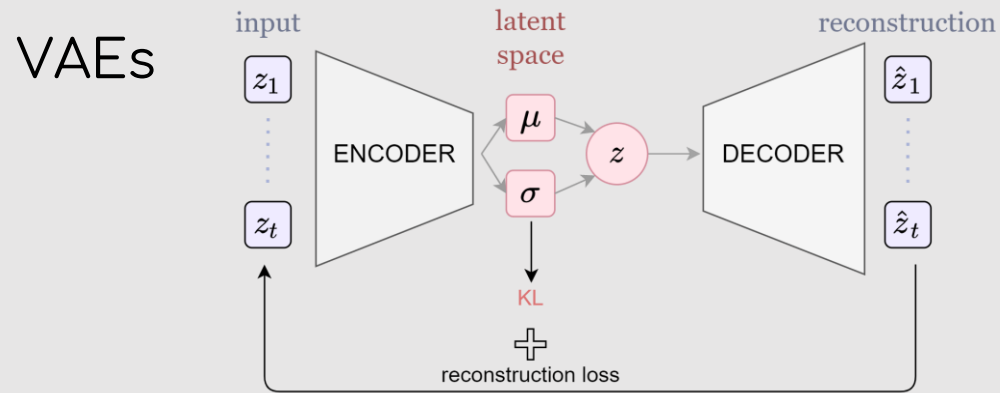 VAEs
input
latent
space
reconstruction
z₁
zₜ
ENCODER
μ
σ
z
DECODER
ẑ₁
ẑₜ
KL
reconstruction loss